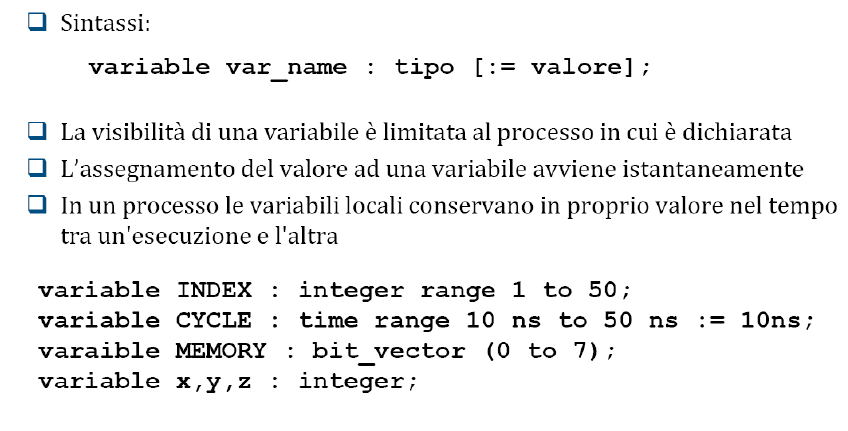 Sintassi:
variable var_name : tipo [:= valore];
La visibilità di una variabile è limitata al processo in cui è dichiarata
L’assegnamento del valore ad una variabile avviene istantaneamente
In un processo le variabili locali conservano in proprio valore nel tempo
tra un'esecuzione e l'altra
variable INDEX : integer range 1 to 50;
variable CYCLE : time range 10 ns to 50 ns := 10ns;
varaible MEMORY : bit_vector (0 to 7);
variable x,y,z : integer;